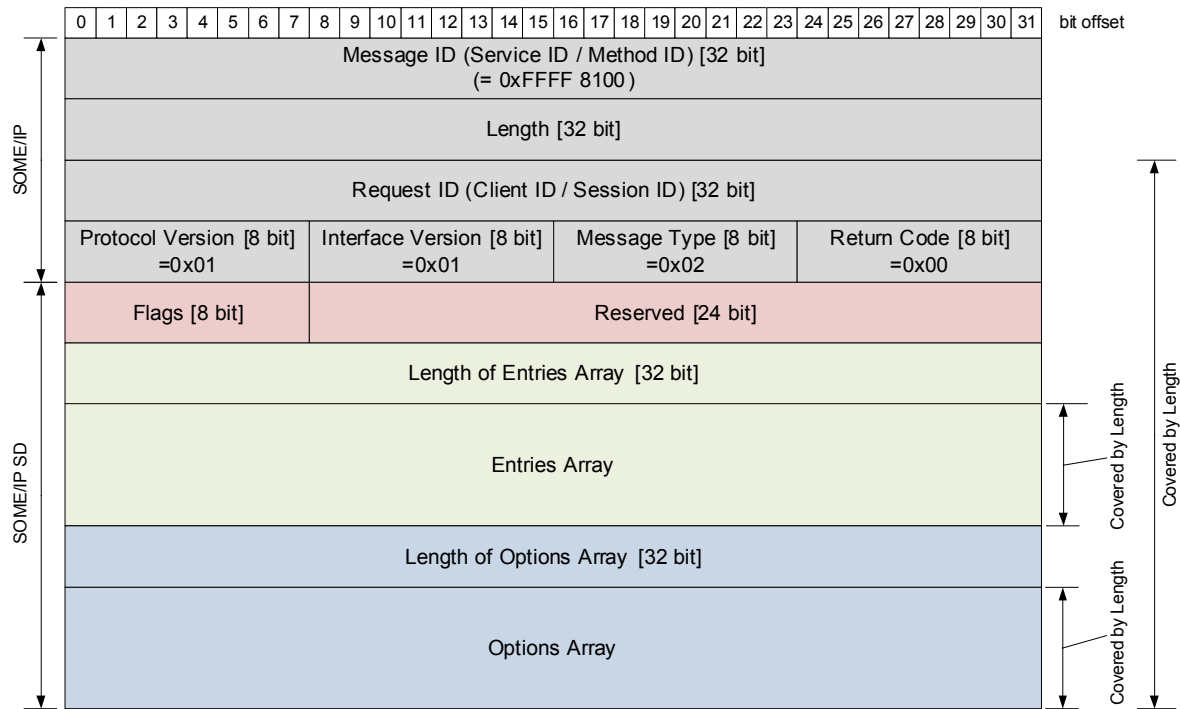 0 1 2 3 4 5 6 7 8 9 10 11 12 13 14 15 16 17 18 19 20 21 22 23 24 25 26 27 28 29 30 31 bit offset
Message ID (Service ID / Method ID) [32 bit]
(= 0xFFFF 8100)
Length [32 bit]
Request ID (Client ID / Session ID) [32 bit]
Protocol Version [8 bit]
=0x01
Interface Version [8 bit]
=0x01
Message Type [8 bit]
=0x02
Return Code [8 bit]
=0x00
SOME/IP
Flags [8 bit]
Reserved [24 bit]
Length of Entries Array [32 bit]
Entries Array
Length of Options Array [32 bit]
Options Array
SOME/IP SD
Covered by Length
Covered by Length
Covered by Length